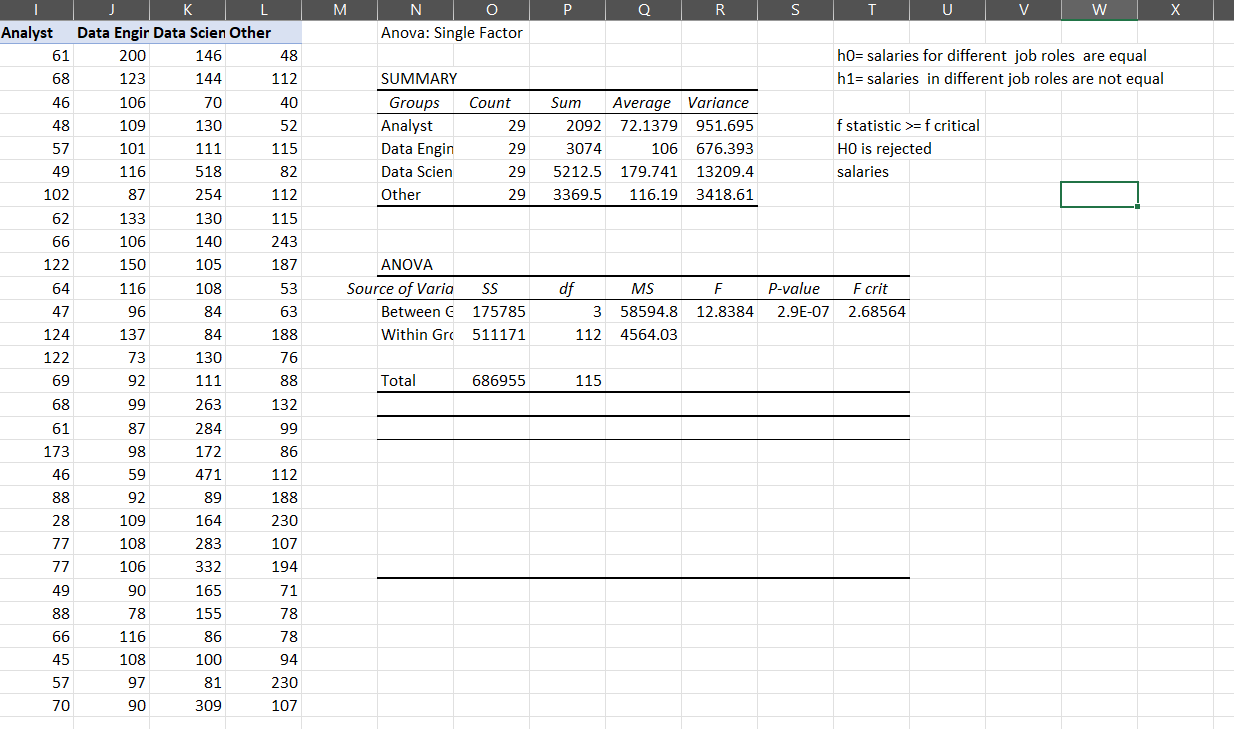 I J K L M N O P Q R S T U V W X
Analyst Data Engir Data Scien Other Anova: Single Factor
61 200 146 48 h0= salaries for different job roles are equal
68 123 144 112 SUMMARY h1= salaries in different job roles are not equal
46 106 70 40 Groups Count Sum Average Variance
48 109 130 52 Analyst 29 2092 72.1379 951.695 f statistic >= f critical
57 101 111 115 Data Engin 29 3074 106 676.393 H0 is rejected
49 116 518 82 Data Scien 29 5212.5 179.741 13209.4 salaries
102 87 254 112 Other 29 3369.5 116.19 3418.61
62 133 130 115
66 106 140 243
122 150 105 187 ANOVA
64 116 108 53 Source of Varia SS df MS F P-value F crit
47 96 84 63 Between G 175785 3 58594.8 12.8384 2.9E-07 2.68564
124 137 84 188 Within Gro 511171 112 4564.03
122 73 130 76
69 92 111 88 Total 686955 115
68 99 263 132
61 87 284 99
173 98 172 86
46 59 471 112
88 92 89 188
28 109 164 230
77 108 283 107
77 106 332 194
49 90 165 71
88 78 155 78
66 116 86 78
45 108 100 94
57 97 81 230
70 90 309 107